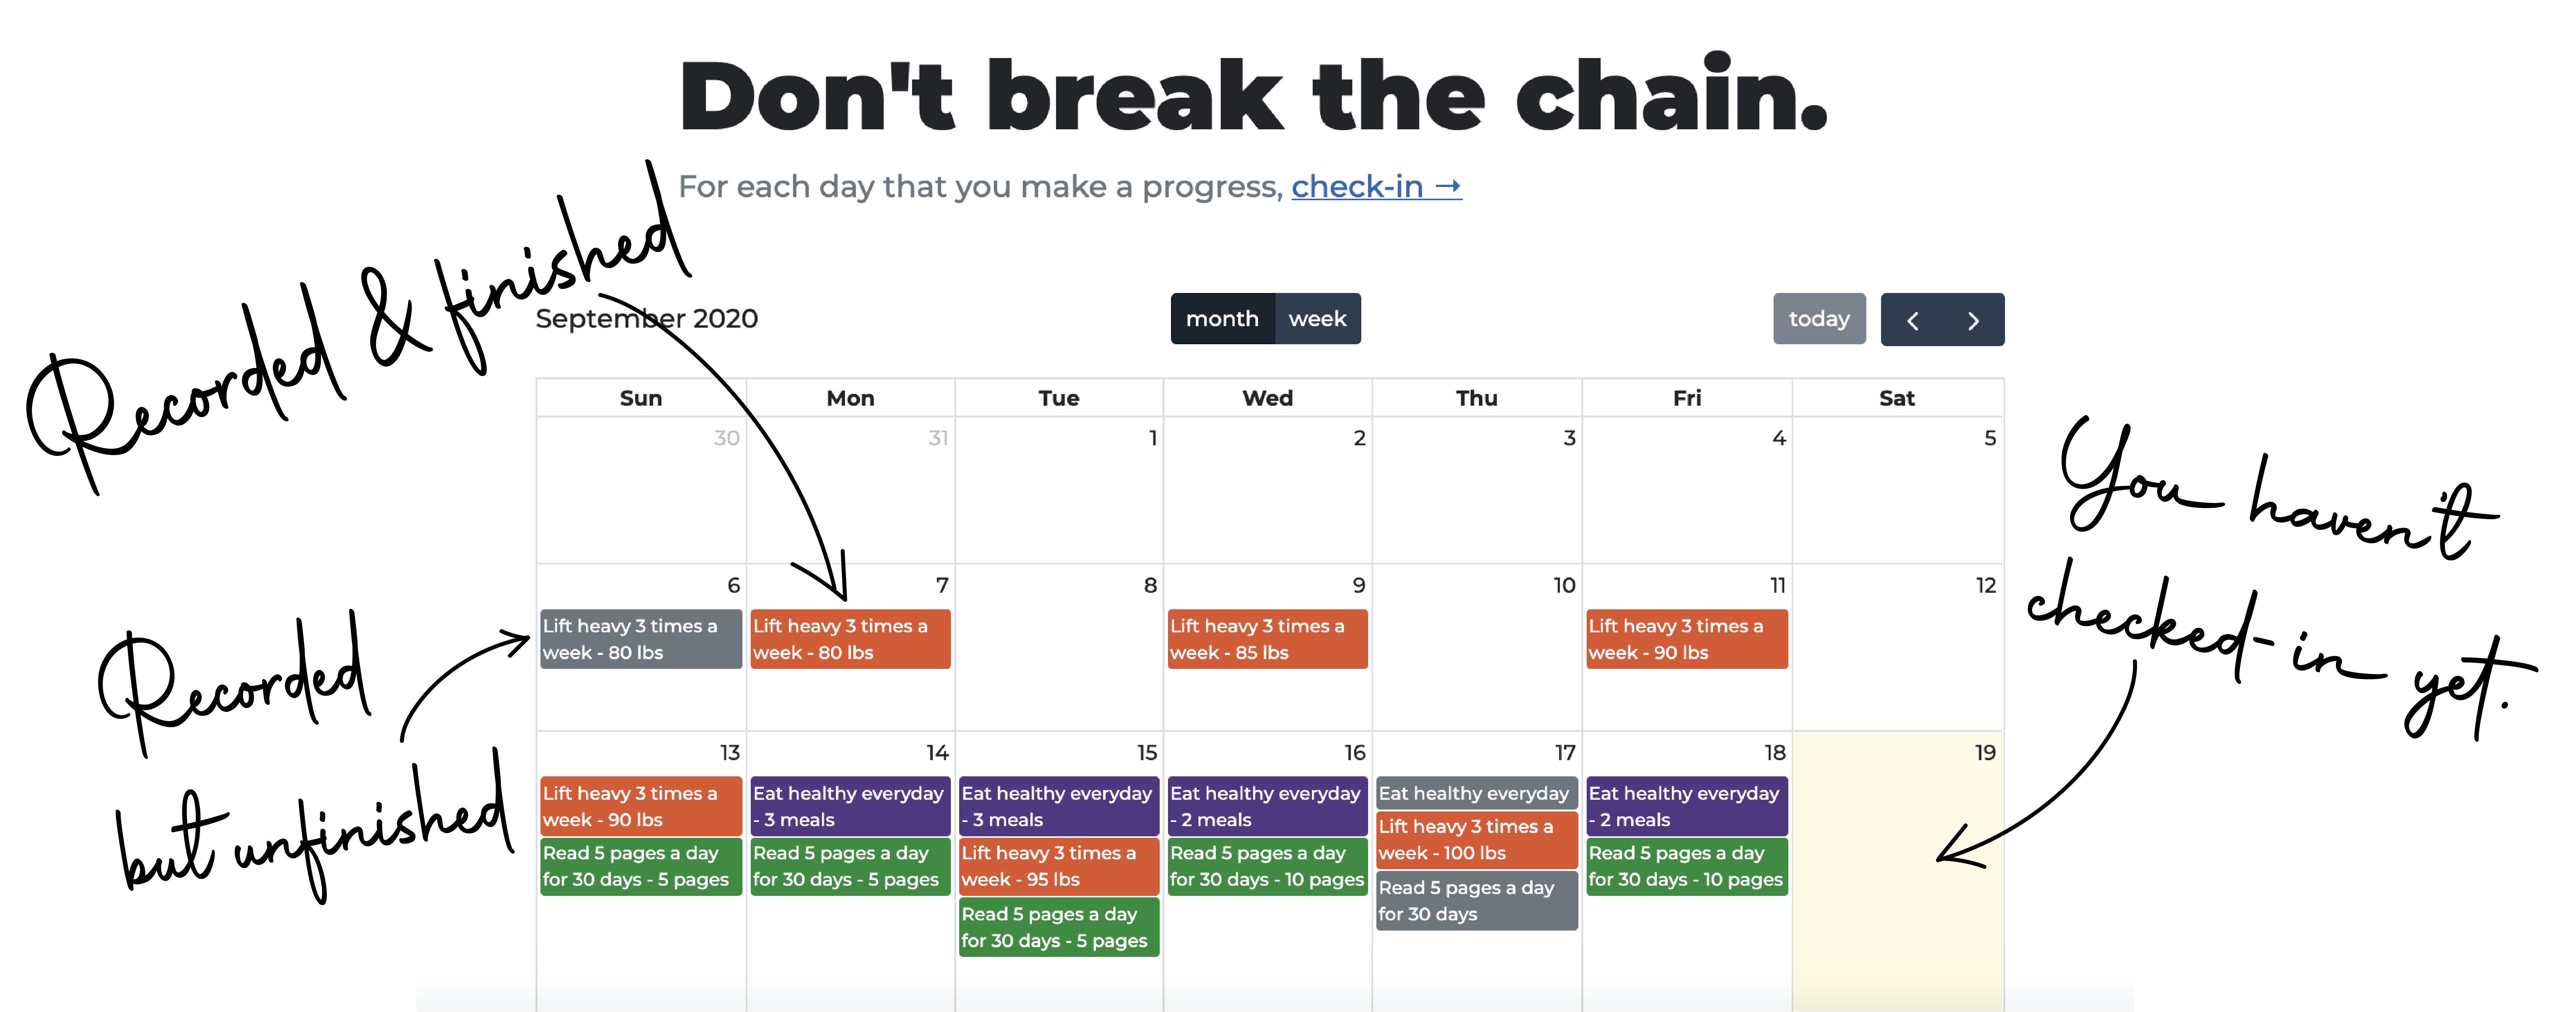 Don't break the chain.
For each day that you make a progress, check-in →
Recorded & finished
September 2020
month week
today
Sun Mon Tue Wed Thu Fri Sat
30 31 1 2 3 4 5
You haven't
checked-in yet.
Recorded
but unfinished
6 7 8 9 10 11 12
Lift heavy 3 times a
week - 80 lbs
Lift heavy 3 times a
week - 80 lbs
Lift heavy 3 times a
week - 85 lbs
Lift heavy 3 times a
week - 90 lbs
13 14 15 16 17 18 19
Lift heavy 3 times a
week - 90 lbs
Read 5 pages a day
for 30 days - 5 pages
Eat healthy everyday
- 3 meals
Read 5 pages a day
for 30 days - 5 pages
Eat healthy everyday
- 3 meals
Lift heavy 3 times a
week - 95 lbs
Read 5 pages a day
for 30 days - 5 pages
Eat healthy everyday
- 2 meals
Read 5 pages a day
for 30 days - 10 pages
Eat healthy everyday
Lift heavy 3 times a
week - 100 lbs
Read 5 pages a day
for 30 days
Eat healthy everyday
- 2 meals
Read 5 pages a day
for 30 days - 10 pages